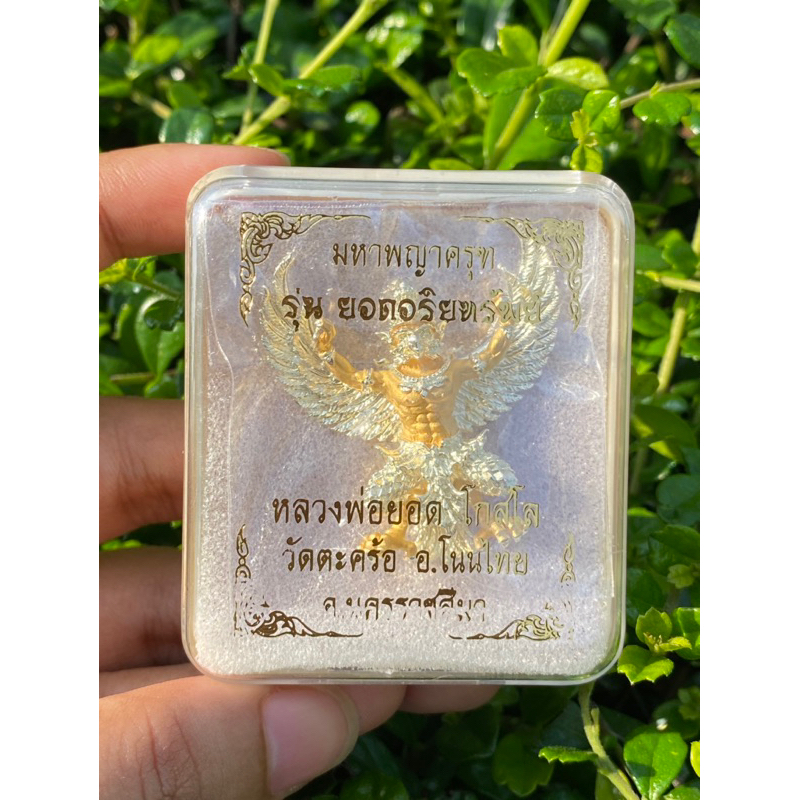 มหาพญาครุฑ
รุ่น ยอดอริยทรัพย์
หลวงพ่อยอด โกสโล
วัดตะคร้อ อ.โนนไทย
จ.นครราชสีมา